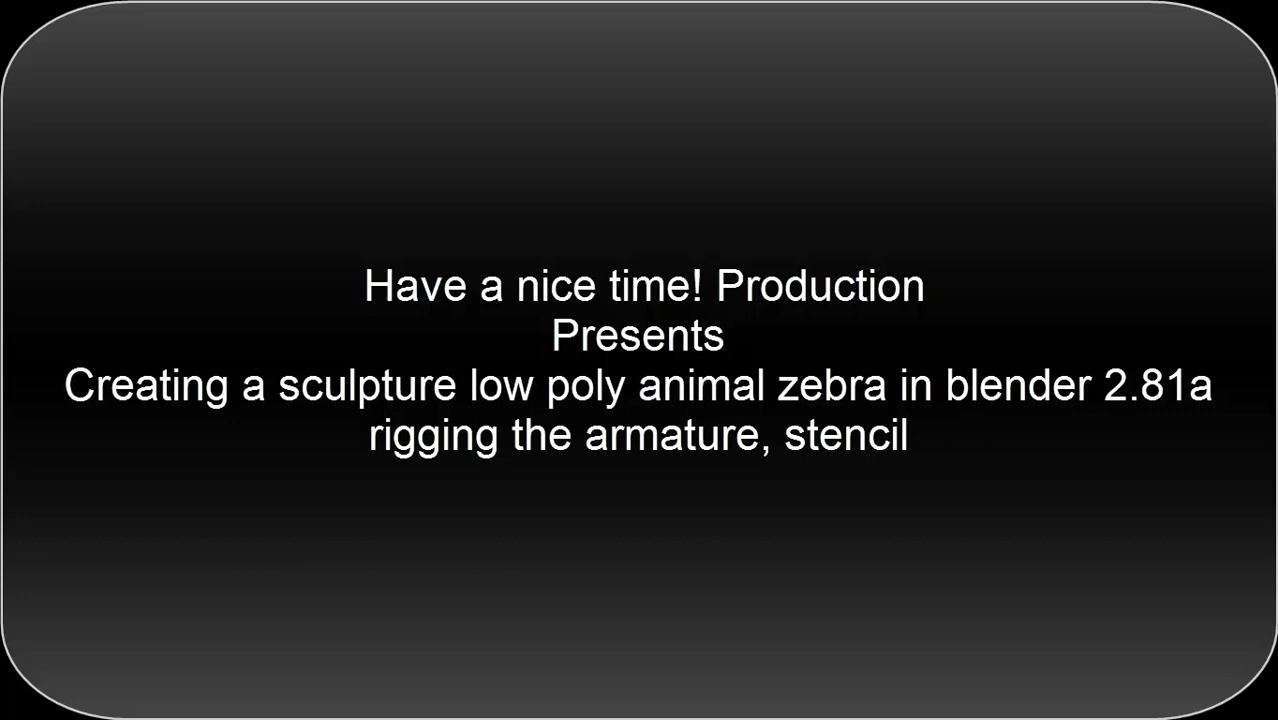 Have a nice time! Production
Presents
Creating a sculpture low poly animal zebra in blender 2.81a
rigging the armature, stencil